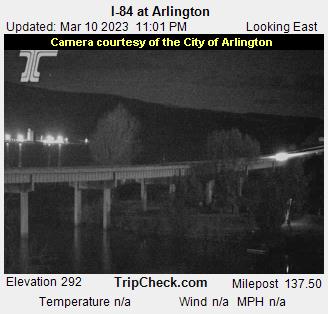 I-84 at Arlington
Updated: Mar 10 2023 11:01 PM Looking East
Camera courtesy of the City of Arlington
Elevation 292 TripCheck.com Milepost 137.50
Temperature n/a Wind n/a MPH n/a